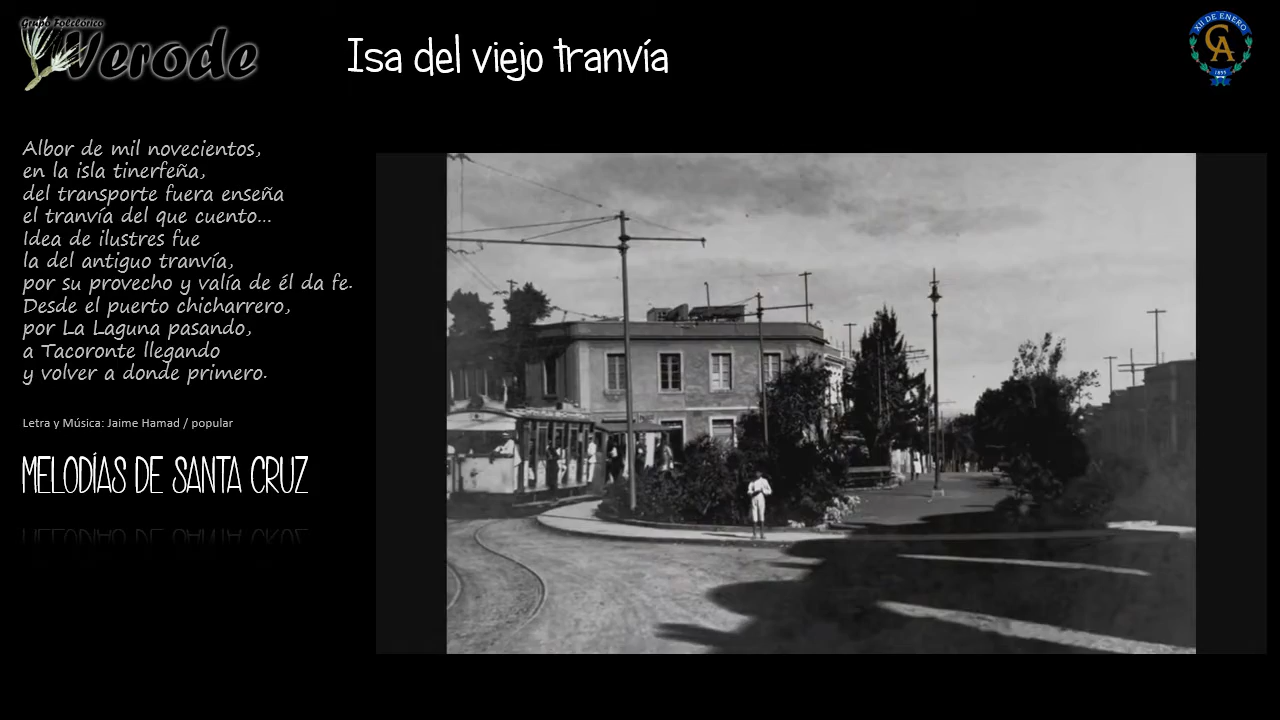 Grupo Folclórico
Verode
Isa del viejo tranvía
XII DE ENERO
CA
1895
Albor de mil novecientos,
en la isla tinerfeña,
del transporte fuera enseña
el tranvía del que cuento...
Idea de ilustres fue
la del antiguo tranvía,
por su provecho y valía de él da fe.
Desde el puerto chicharrero,
por La Laguna pasando,
a Tacoronte llegando
y volver a donde primero.
Letra y Música: Jaime Hamad / popular
MELODÍAS DE SANTA CRUZ